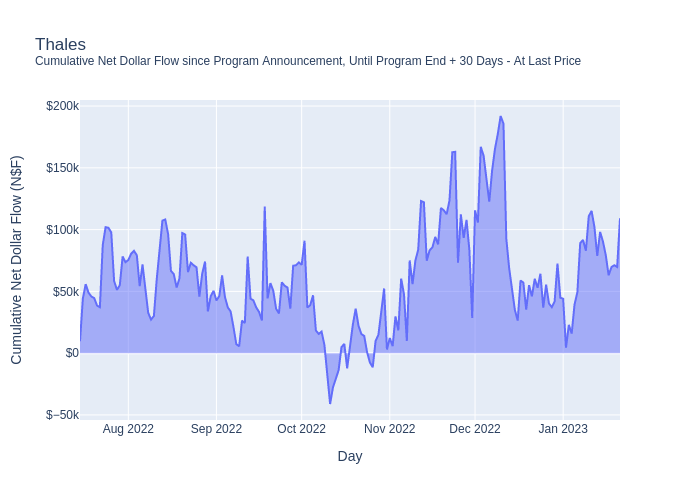 Thales
Cumulative Net Dollar Flow since Program Announcement, Until Program End + 30 Days - At Last Price
Cumulative Net Dollar Flow (N$F)
$200k
$150k
$100k
$50k
$0
$−50k
Aug 2022
Sep 2022
Oct 2022
Nov 2022
Dec 2022
Jan 2023
Day